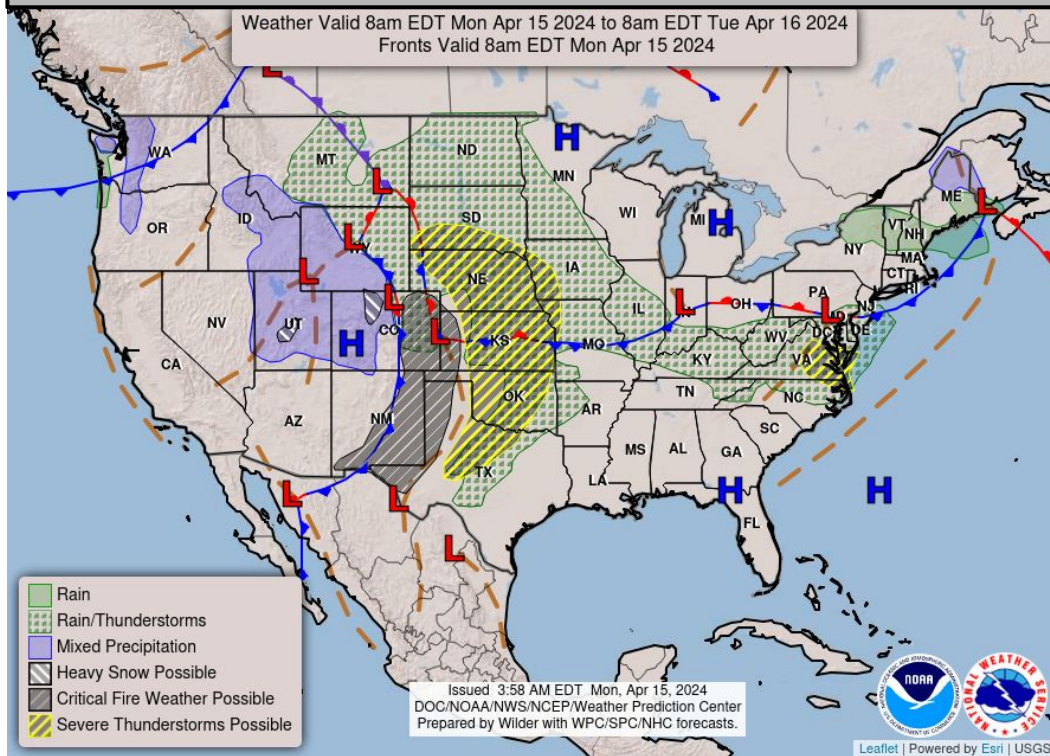 Weather Valid 8am EDT Mon Apr 15 2024 to 8am EDT Tue Apr 16 2024
Fronts Valid 8am EDT Mon Apr 15 2024
L
H
WA
MT
ND
MN
ME
L
L
OR
ID
SD
WI
MI
H
VT
NH
NY
MA
L
WY
L
CT
RI
NE
IA
PA
NJ
L
L
OH
L
NV
UT
H
CO
L
KS
IL
MO
WV
DC
DE
VA
KY
CA
AZ
NM
OK
AR
TN
NC
SC
MS
AL
GA
TX
LA
H
H
L
L
FL
L
Rain
Rain/Thunderstorms
Mixed Precipitation
Heavy Snow Possible
Critical Fire Weather Possible
Severe Thunderstorms Possible
Issued 3:58 AM EDT Mon, Apr 15, 2024
DOC/NOAA/NWS/NCEP/Weather Prediction Center
Prepared by Wilder with WPC/SPC/NHC forecasts.
NOAA
NATIONAL WEATHER SERVICE
Leaflet | Powered by Esri | USGS